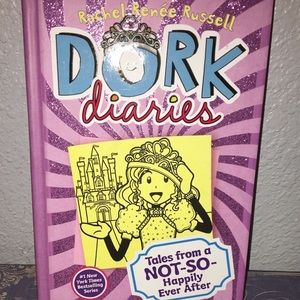 Rachel Renée Russell
DORK
diaries
Tales from a
NOT-SO-
Happily
Ever After
#1 New
York Times
Bestselling
Series